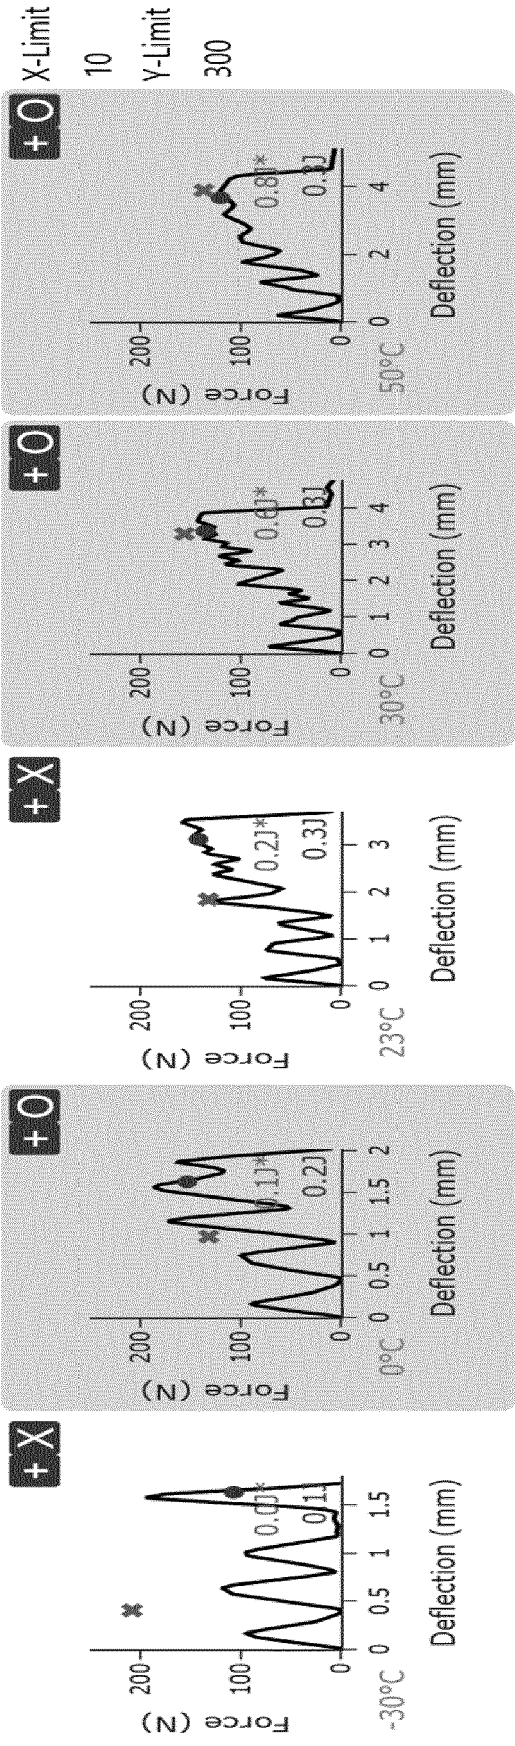 + X
Force (N)
200
100
0
0.0J*
0.1J
0 0.5 1 1.5
-30°C
Deflection (mm)
+ O
Force (N)
200
100
0
0.1J*
0.2J
0 0.5 1 1.5 2
0°C
Deflection (mm)
+ X
Force (N)
200
100
0
0.2J*
0.3J
0 1 2 3
23°C
Deflection (mm)
+ O
Force (N)
200
100
0
0.6J*
0.3J
0 1 2 3 4
30°C
Deflection (mm)
+ O
Force (N)
200
100
0
0.8J*
0.3J
0 2 4
50°C
Deflection (mm)
X-Limit
10
Y-Limit
300